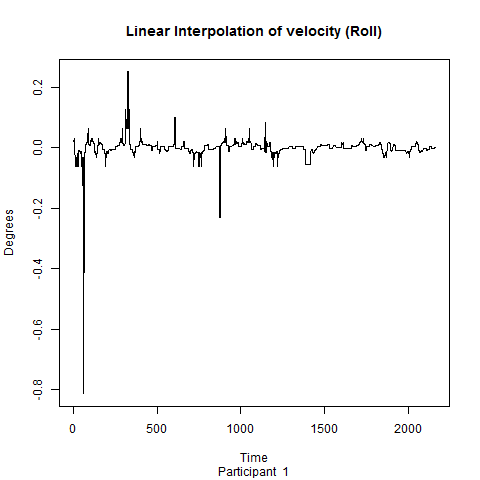 Linear Interpolation of velocity (Roll)
0.2
0.0
-0.2
-0.4
-0.6
-0.8
Degrees
0 500 1000 1500 2000
Time
Participant 1